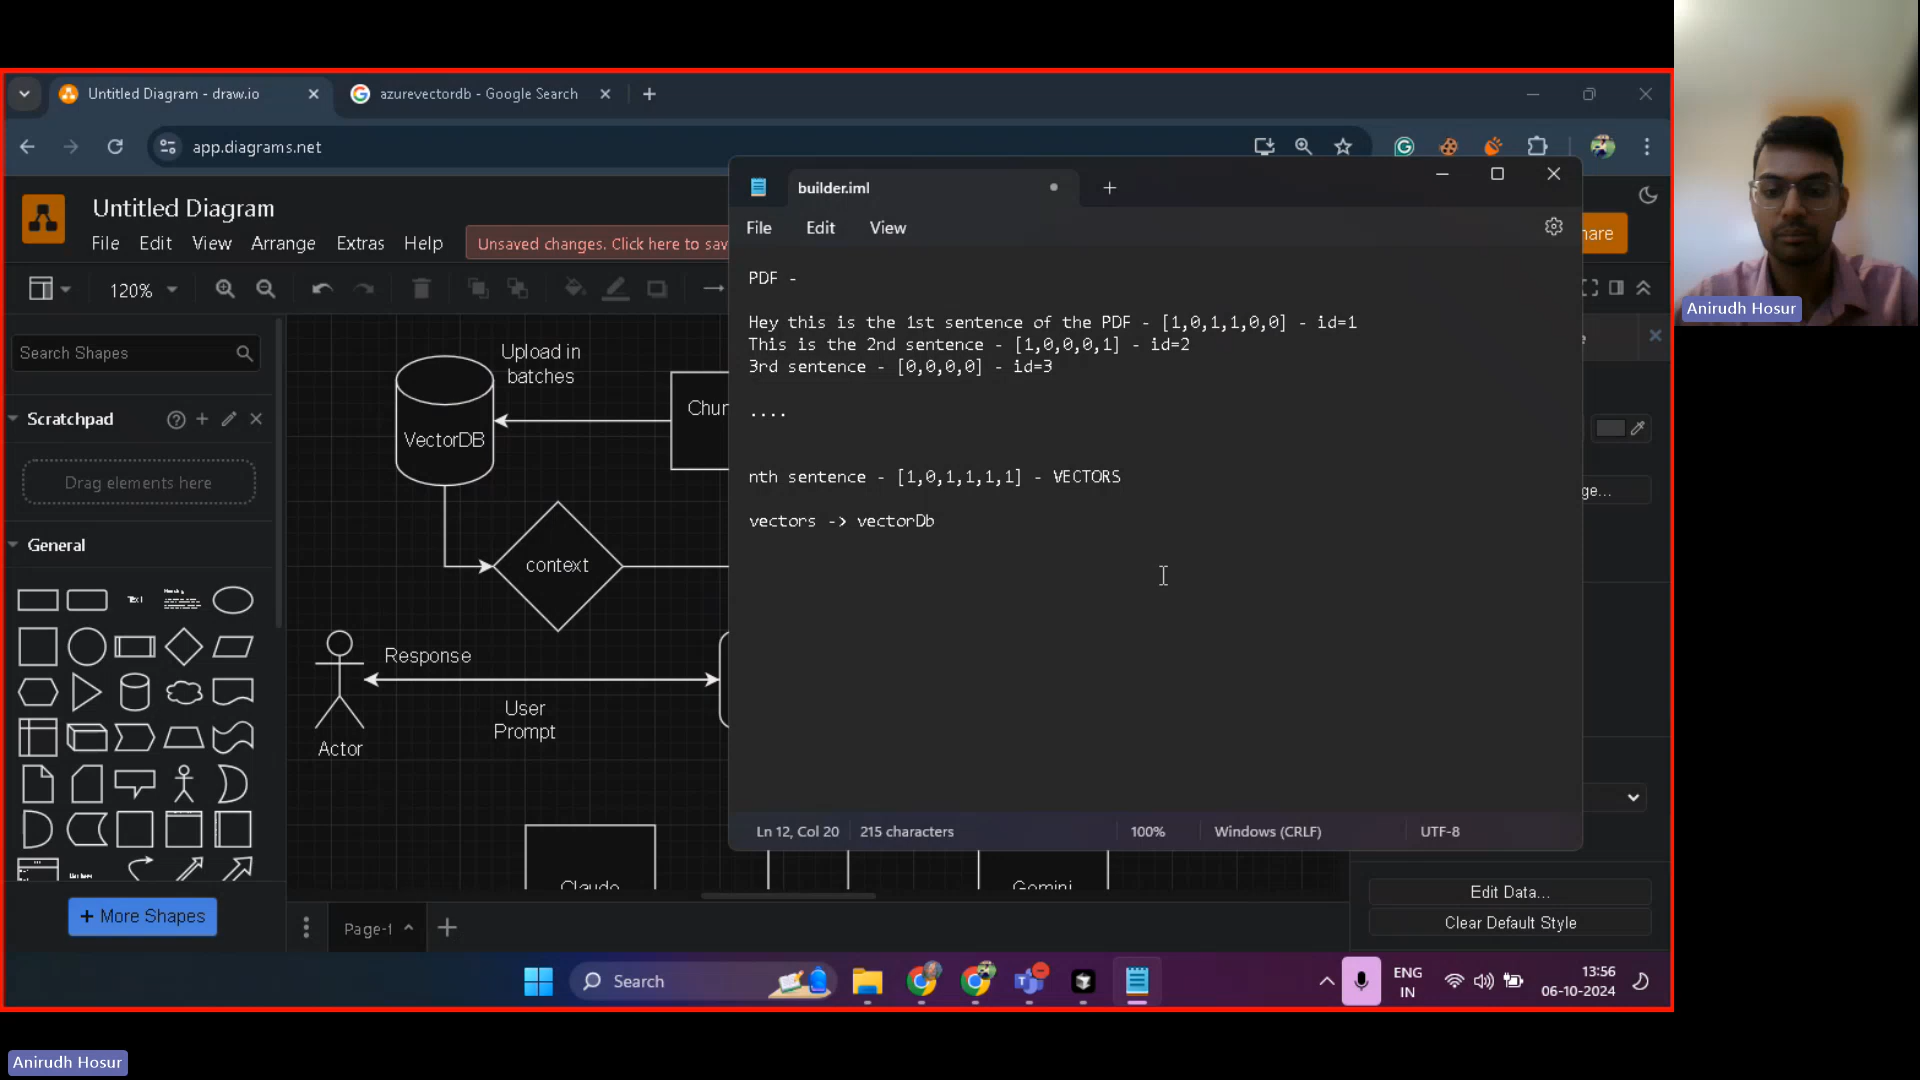 Untitled Diagram - draw.io
azurevectordb - Google Search
app.diagrams.net
Untitled Diagram
File Edit View Arrange Extras Help
Unsaved changes. Click here to sav
hare
120%
Search Shapes
Scratchpad
Drag elements here
General
Text
More Shapes
Upload in
batches
VectorDB
Chun
context
Response
User
Prompt
Actor
Claude
Gemini
Page-1
builder.iml
File Edit View
PDF -
Hey this is the 1st sentence of the PDF - [1,0,1,1,0,0] - id=1
This is the 2nd sentence - [1,0,0,0,1] - id=2
3rd sentence - [0,0,0,0] - id=3
....
nth sentence - [1,0,1,1,1,1] - VECTORS
vectors -> vectorDb
Ln 12, Col 20
215 characters
100%
Windows (CRLF)
UTF-8
ge...
Edit Data...
Clear Default Style
Search
ENG
IN
13:56
06-10-2024
Anirudh Hosur
Anirudh Hosur